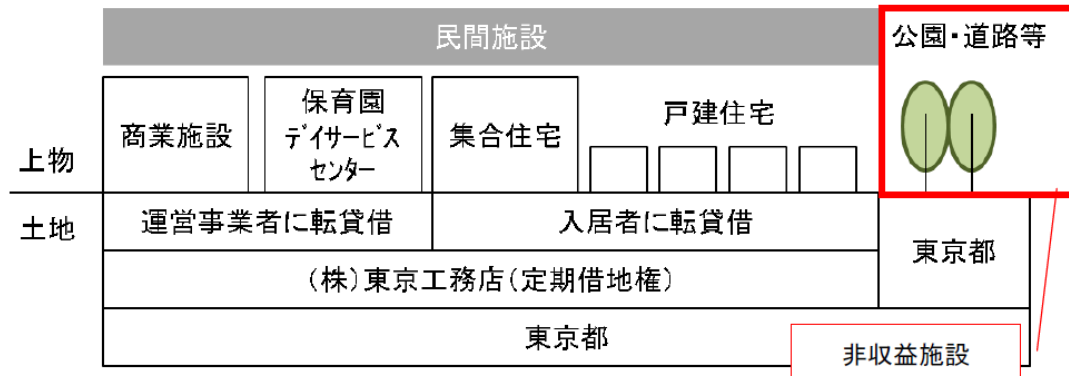 民間施設
公園・道路等
商業施設
保育園
デイサービス
センター
集合住宅
戸建住宅
上物
土地
運営事業者に転貸借
入居者に転貸借
東京都
(株)東京工務店(定期借地権)
東京都
非収益施設